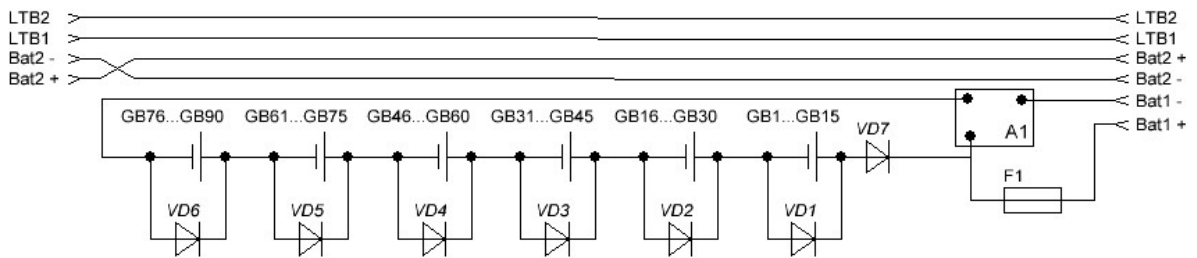 LTB2 LTB2
LTB1 LTB1
Bat2 - Bat2 +
Bat2 + Bat2 -
Bat1 -
GB76...GB90 GB61...GB75 GB46...GB60 GB31...GB45 GB16...GB30 GB1...GB15 VD7 A1 Bat1 +
F1
VD6 VD5 VD4 VD3 VD2 VD1